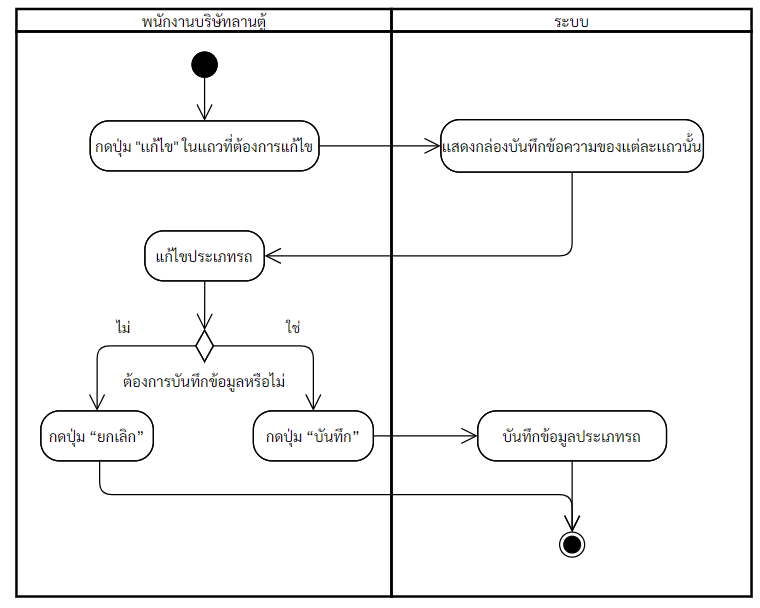 พนักงานบริษัทลานตู้
ระบบ
กดปุ่ม "แก้ไข" ในแถวที่ต้องการแก้ไข
แสดงกล่องบันทึกข้อความของแต่ละแถวนั้น
แก้ไขประเภทรถ
ไม่
ใช่
ต้องการบันทึกข้อมูลหรือไม่
กดปุ่ม “ยกเลิก”
กดปุ่ม “บันทึก”
บันทึกข้อมูลประเภทรถ